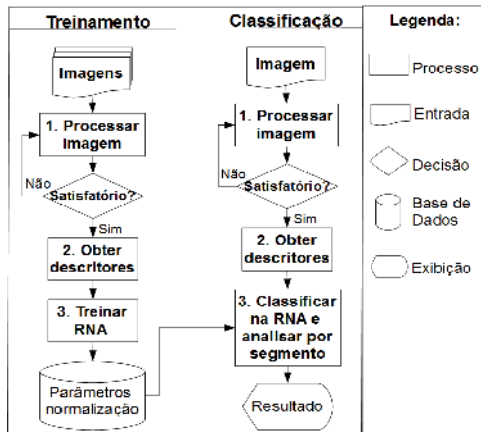 Treinamento
Imagens
1. Processar
Imagem
Não
Satisfatório?
Sim
2. Obter
descritores
3. Treinar
RNA
Parâmetros
normalização
Classificação
Imagem
1. Processar
imagem
Não
Satisfatório?
Sim
2. Obter
descritores
3. Classificar
na RNA e
analisar por
segmento
Resultado
Legenda:
Processo
Entrada
Decisão
Base de
Dados
Exibição